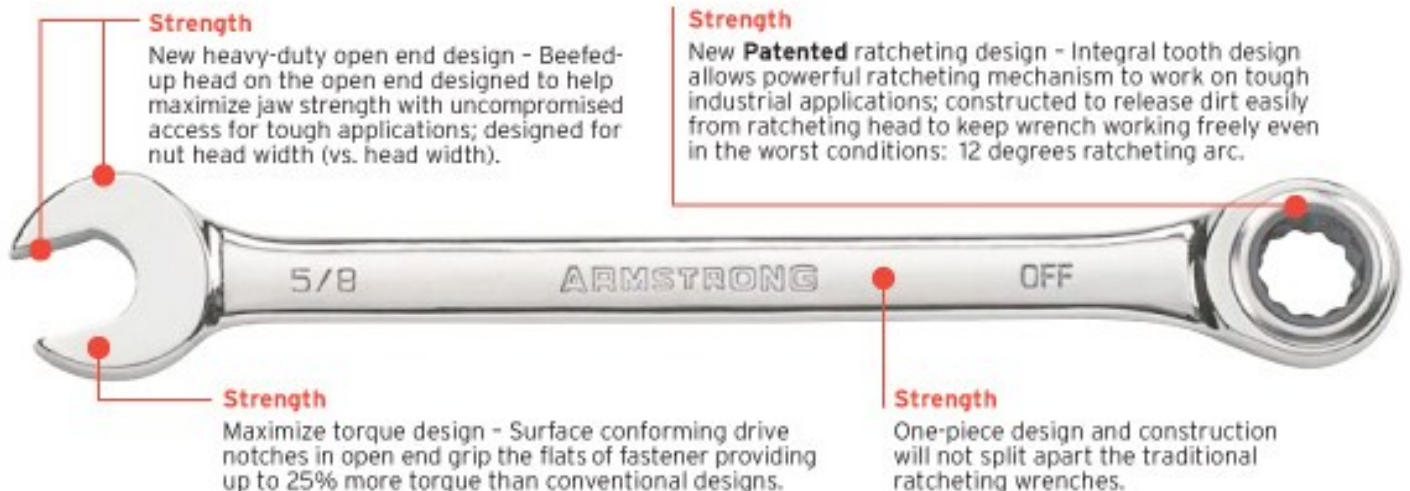 Strength
New heavy-duty open end design – Beefed-
up head on the open end designed to help
maximize jaw strength with uncompromised
access for tough applications; designed for
nut head width (vs. head width).
Strength
New Patented ratcheting design – Integral tooth design
allows powerful ratcheting mechanism to work on tough
industrial applications; constructed to release dirt easily
from ratcheting head to keep wrench working freely even
in the worst conditions: 12 degrees ratcheting arc.
5/8
ARMSTRONG
OFF
Strength
Maximize torque design – Surface conforming drive
notches in open end grip the flats of fastener providing
up to 25% more torque than conventional designs.
Strength
One-piece design and construction
will not split apart the traditional
ratcheting wrenches.